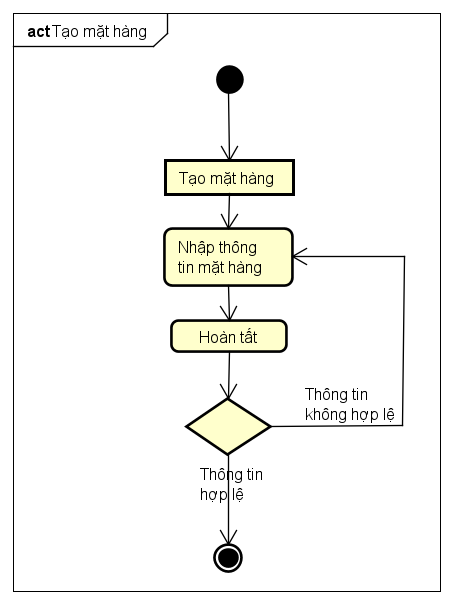 act Tạo mặt hàng
Tạo mặt hàng
Nhập thông
tin mặt hàng
Hoàn tất
Thông tin
không hợp lệ
Thông tin
hợp lệ